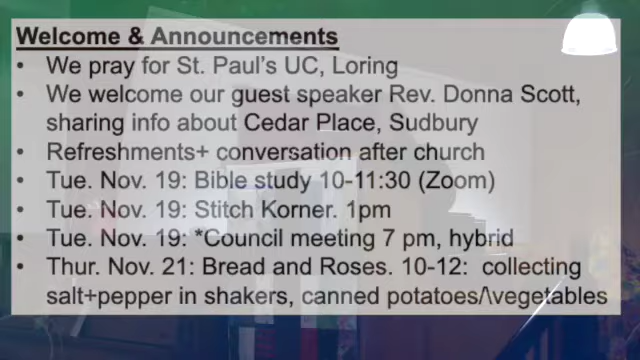 Welcome & Announcements
• We pray for St. Paul's UC, Loring
• We welcome our guest speaker Rev. Donna Scott,
sharing info about Cedar Place, Sudbury
• Refreshments+ conversation after church
• Tue. Nov. 19: Bible study 10-11:30 (Zoom)
• Tue. Nov. 19: Stitch Korner. 1pm
• Tue. Nov. 19: *Council meeting 7 pm, hybrid
• Thur. Nov. 21: Bread and Roses. 10-12: collecting
salt+pepper in shakers, canned potatoes/\vegetables